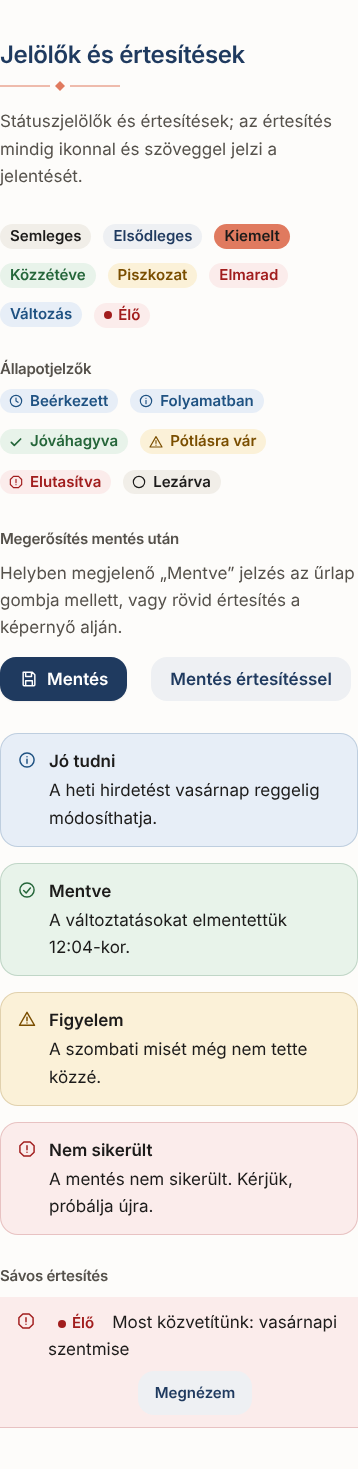 Jelölők és értesítések
Státuszjelölők és értesítések; az értesítés
mindig ikonnal és szöveggel jelzi a
jelentését.
Semleges Elsődleges Kiemelt
Közzétéve Piszkozat Elmarad
Változás Élő
Állapotjelzők
Beérkezett Folyamatban
Jóváhagyva Pótlásra vár
Elutasítva Lezárva
Megerősítés mentés után
Helyben megjelenő „Mentve” jelzés az űrlap
gombja mellett, vagy rövid értesítés a
képernyő alján.
Mentés Mentés értesítéssel
Jó tudni
A heti hirdetést vasárnap reggelig
módosíthatja.
Mentve
A változtatásokat elmentettük
12:04-kor.
Figyelem
A szombati misét még nem tette
közzé.
Nem sikerült
A mentés nem sikerült. Kérjük,
próbálja újra.
Sávos értesítés
Élő Most közvetítünk: vasárnapi
szentmise
Megnézem